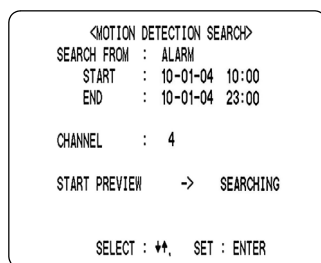 <MOTION DETECTION SEARCH>
SEARCH FROM : ALARM
START : 10-01-04 10:00
END : 10-01-04 23:00
CHANNEL : 4
START PREVIEW -> SEARCHING
SELECT : ↓↑, SET : ENTER